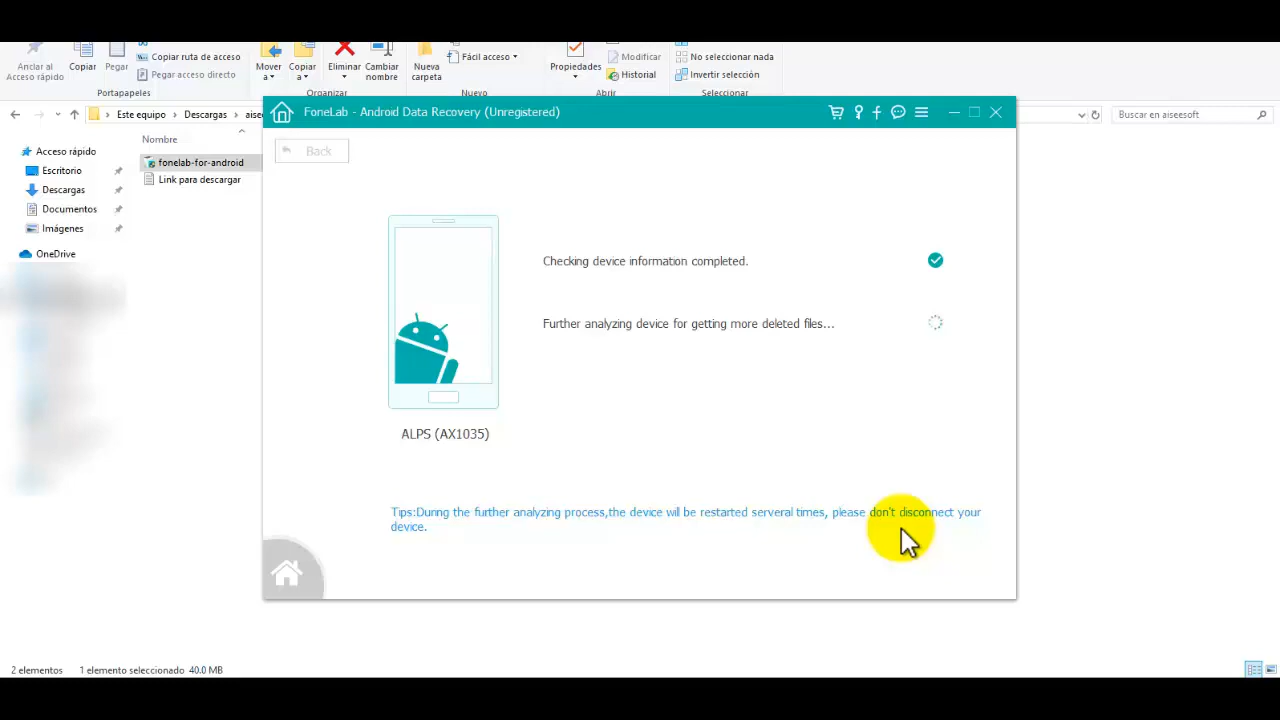 Anclar al
Acceso rápido
Copiar
Pegar
Copiar ruta de acceso
Pegar acceso directo
Portapapeles
Mover
a
Copiar
a
Eliminar
Cambiar
nombre
Organizar
Nueva
carpeta
Fácil acceso
Nuevo
Propiedades
Modificar
Historial
Abrir
No seleccionar nada
Invertir selección
Seleccionar
Este equipo
Descargas
aisee
Buscar en aiseesoft
Acceso rápido
Escritorio
Descargas
Documentos
Imágenes
OneDrive
Nombre
fonelab-for-android
Link para descargar
FoneLab - Android Data Recovery (Unregistered)
Back
Checking device information completed.
Further analyzing device for getting more deleted files...
ALPS (AX1035)
Tips:During the further analyzing process,the device will be restarted serveral times, please don't disconnect your
device.
2 elementos
1 elemento seleccionado 40.0 MB